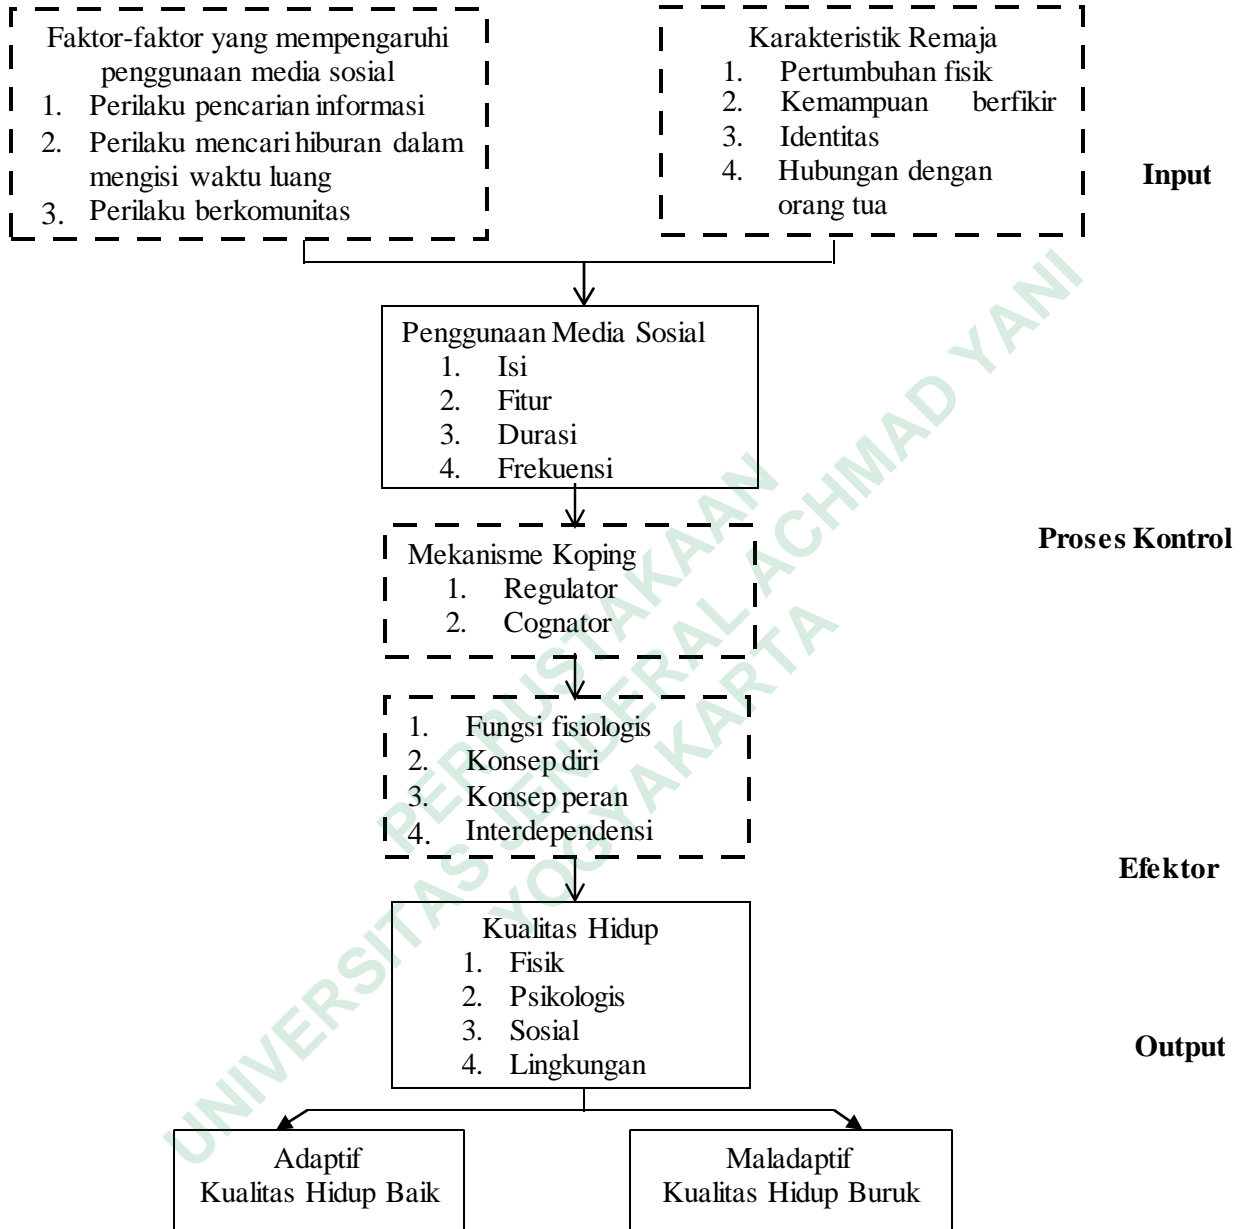 Faktor-faktor yang mempengaruhi
penggunaan media sosial
1. Perilaku pencarian informasi
2. Perilaku mencari hiburan dalam
mengisi waktu luang
3. Perilaku berkomunitas
Karakteristik Remaja
1. Pertumbuhan fisik
2. Kemampuan berfikir
3. Identitas
4. Hubungan dengan
orang tua
Input
Penggunaan Media Sosial
1. Isi
2. Fitur
3. Durasi
4. Frekuensi
Mekanisme Koping
1. Regulator
2. Cognator
Proses Kontrol
1. Fungsi fisiologis
2. Konsep diri
3. Konsep peran
4. Interdependensi
Efektor
Kualitas Hidup
1. Fisik
2. Psikologis
3. Sosial
4. Lingkungan
Output
Adaptif
Kualitas Hidup Baik
Maladaptif
Kualitas Hidup Buruk
PERPUSTAKAAN
UNIVERSITAS JENDERAL ACHMAD YANI
YOGYAKARTA